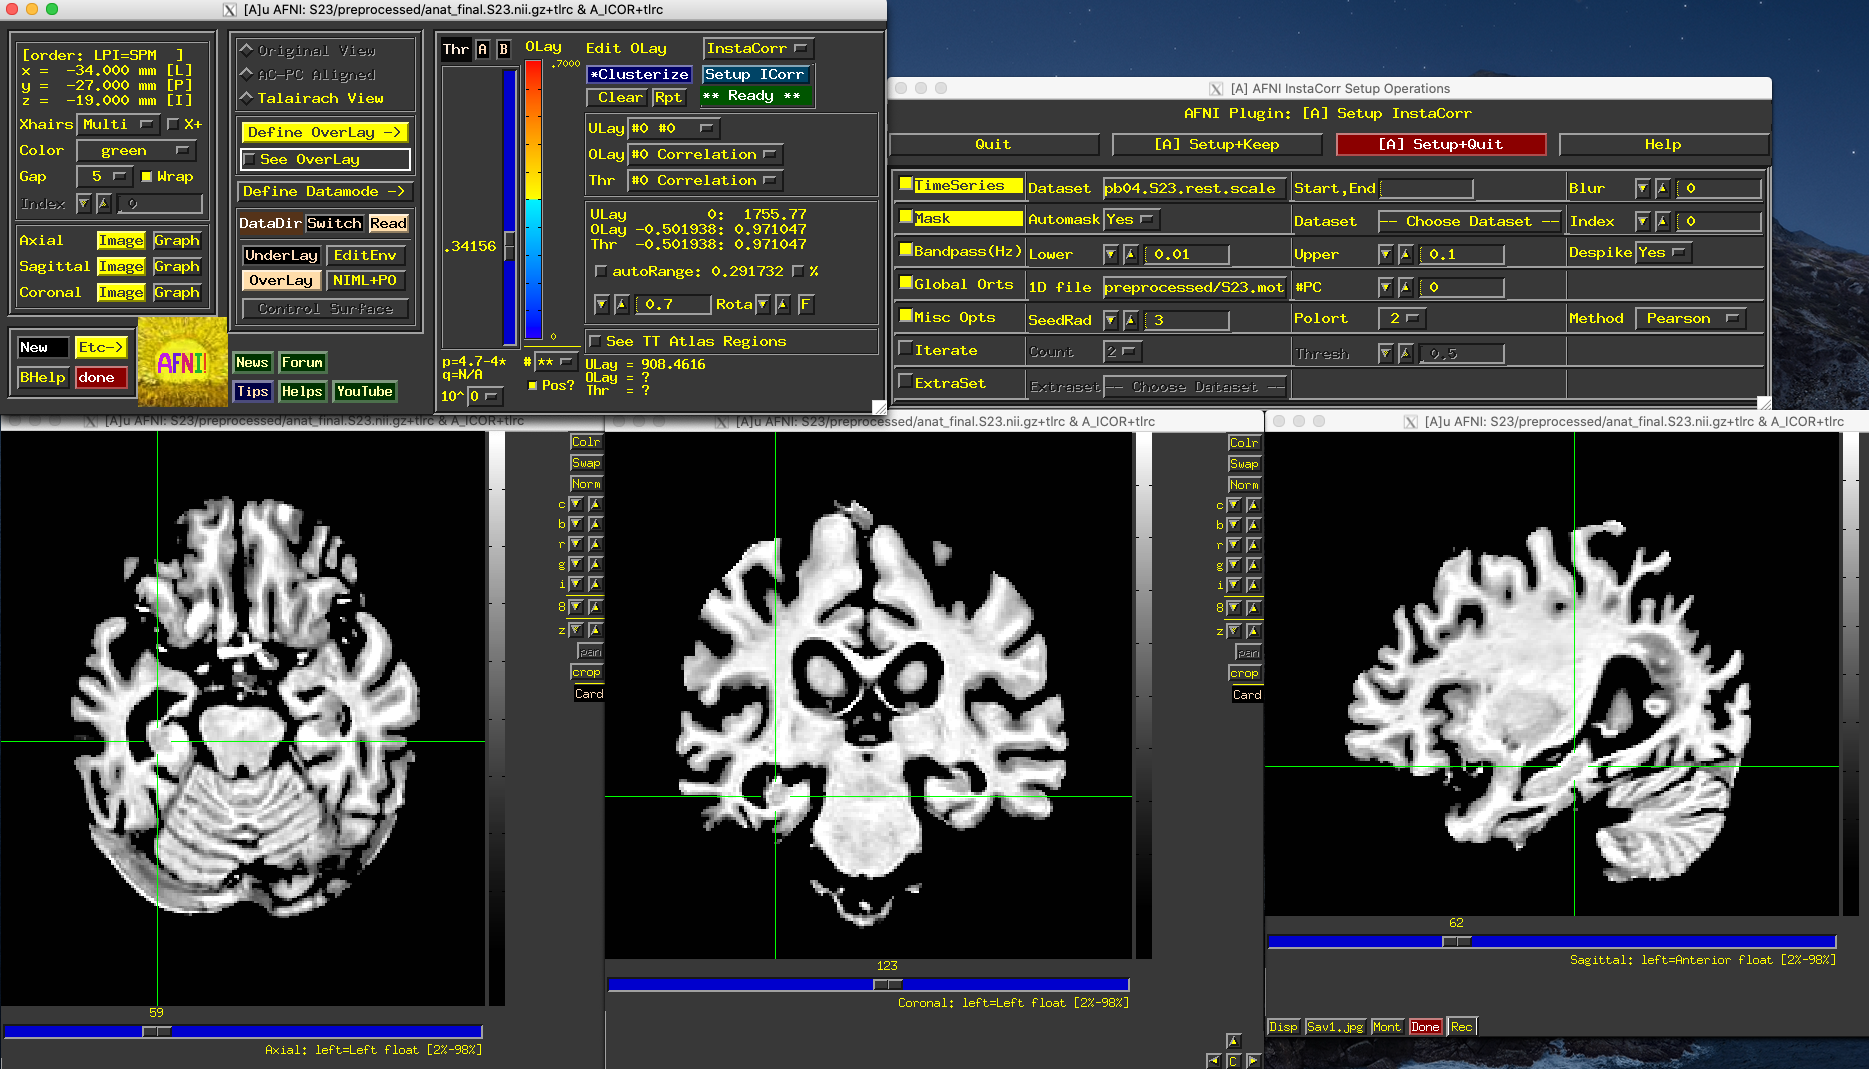 [A]u AFNI: S23/preprocessed/anat_final.S23.nii.gz+tlrc & A_ICOR+tlrc
[order: LPI=SPM ]
x = -34.000 mm [L]
y = -27.000 mm [P]
z = -19.000 mm [I]
Xhairs Multi X+
Color green
Gap 5 Wrap
Index 0
Axial Image Graph
Sagittal Image Graph
Coronal Image Graph
New Etc->
BHelp done
AFNI!
Original View
AC-PC Aligned
Talairach View
Define OverLay ->
See OverLay
Define Datamode ->
DataDir Switch Read
UnderLay EditEnv
OverLay NIML+PO
Control Surface
News Forum
Tips Helps YouTube
Thr A B
.34156
p=4.7-4*
q=N/A
10^ 0
OLay
.7000
0
# **
Pos?
Edit OLay InstaCorr
*Clusterize Setup ICorr
Clear Rpt ** Ready **
ULay #0 #0
OLay #0 Correlation
Thr #0 Correlation
ULay 0: 1755.77
OLay -0.501938: 0.971047
Thr -0.501938: 0.971047
autoRange: 0.291732 %
0.7 Rota F
See TT Atlas Regions
ULay = 908.4616
OLay = ?
Thr = ?
[A] AFNI InstaCorr Setup Operations
AFNI Plugin: [A] Setup InstaCorr
Quit [A] Setup+Keep [A] Setup+Quit Help
TimeSeries Dataset pb04.S23.rest.scale Start,End Blur 0
Mask Automask Yes Dataset -- Choose Dataset -- Index 0
Bandpass(Hz) Lower 0.01 Upper 0.1 Despike Yes
Global Orts 1D file preprocessed/S23.mot #PC 0
Misc Opts SeedRad 3 Polort 2 Method Pearson
Iterate Count 2 Thresh 0.5
ExtraSet Extraset -- Choose Dataset --
[A]u AFNI: S23/preprocessed/anat_final.S23.nii.gz+tlrc & A_ICOR+tlrc
Colr
Swap
Norm
c
b
r
g
i
8
z
pan
crop
Card
59
Axial: left=Left float [2%-98%]
[A]u AFNI: S23/preprocessed/anat_final.S23.nii.gz+tlrc & A_ICOR+tlrc
Colr
Swap
Norm
c
b
r
g
i
8
z
pan
crop
Card
123
Coronal: left=Left float [2%-98%]
C
[A]u AFNI: S23/preprocessed/anat_final.S23.nii.gz+tlrc & A_ICOR+tlrc
62
Sagittal: left=Anterior float [2%-98%]
Disp Sav1.jpg Mont Done Rec